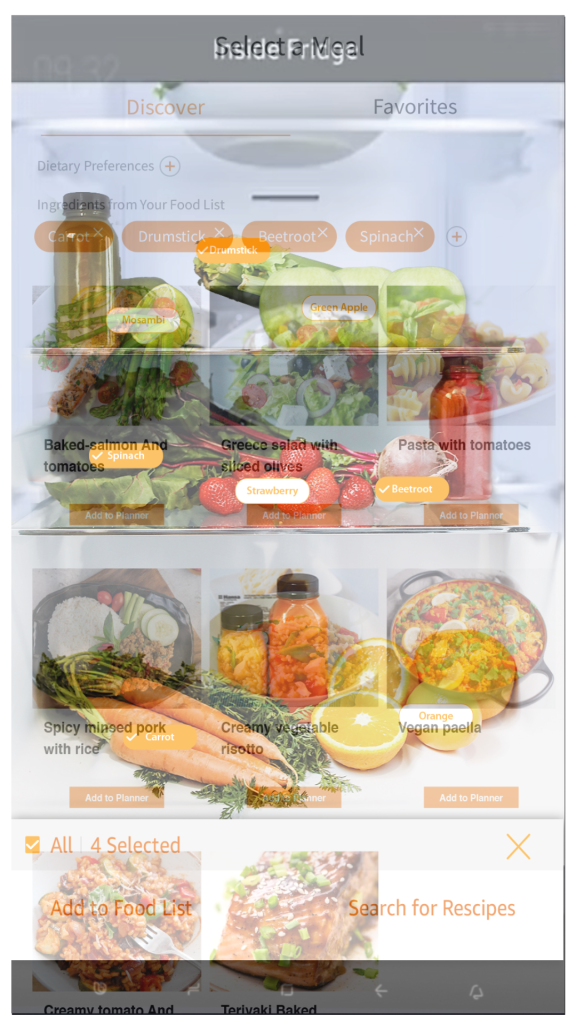 Select a Meal
Inside Fridge
09.32
Discover
Favorites
Dietary Preferences
Ingredients from Your Food List
Carrot
Drumstick
Beetroot
Spinach
Drumstick
Green Apple
Mosambi
Baked-salmon And
tomatoes
Greece salad with
sliced olives
Pasta with tomatoes
Spinach
Strawberry
Beetroot
Add to Planner
Add to Planner
Add to Planner
Spicy minsed pork
with rice
Creamy vegetable
risotto
Orange
Vegan paella
Carrot
Add to Planner
Add to Planner
Add to Planner
All | 4 Selected
Add to Food List
Search for Rescipes
Creamy tomato And
Teriyaki Baked